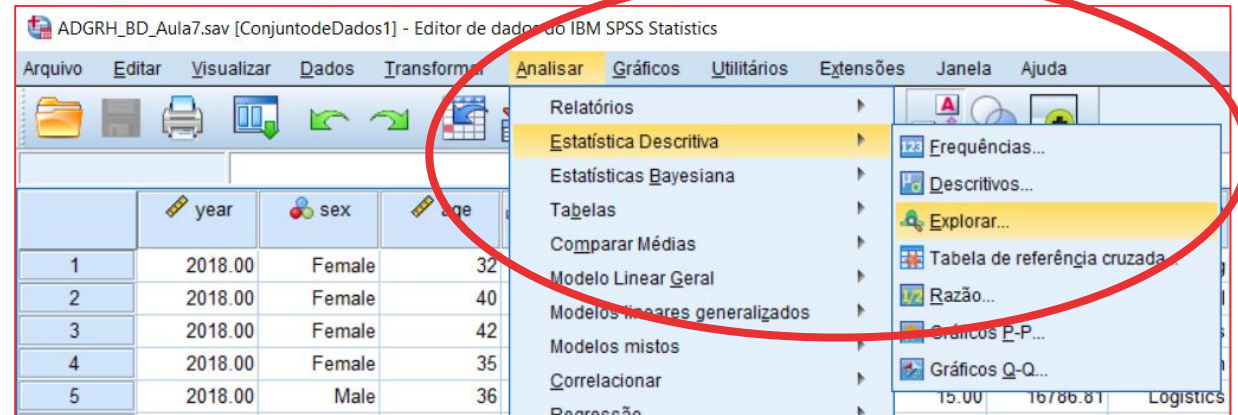 ADGRH_BD_Aula7.sav [ConjuntodeDados1] - Editor de dados do IBM SPSS Statistics
Arquivo Editar Visualizar Dados Transformar Analisar Gráficos Utilitários Extensões Janela Ajuda
Relatórios
Estatística Descritiva
Estatísticas Bayesiana
Tabelas
Comparar Médias
Modelo Linear Geral
Modelos lineares generalizados
Modelos mistos
Correlacionar
Regressão
Frequências...
Descritivos...
Explorar...
Tabela de referência cruzada...
Razão...
Gráficos P-P...
Gráficos Q-Q...
year sex age
1 2018.00 Female 32
2 2018.00 Female 40
3 2018.00 Female 42
4 2018.00 Female 35
5 2018.00 Male 36 15.00 16786.81 Logistics